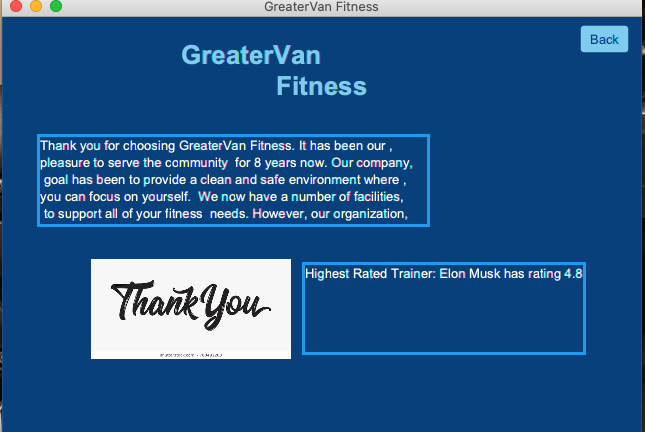 GreaterVan Fitness
Back
GreaterVan
Fitness
Thank you for choosing GreaterVan Fitness. It has been our ,
pleasure to serve the community  for 8 years now. Our company,
goal has been to provide a clean and safe environment where ,
you can focus on yourself.  We now have a number of facilities,
to support all of your fitness  needs. However, our organization,
Thank You
Highest Rated Trainer: Elon Musk has rating 4.8